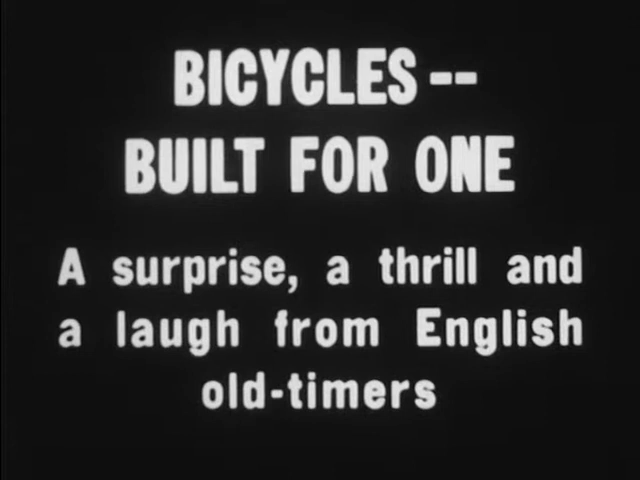 BICYCLES--
BUILT FOR ONE
A surprise, a thrill and
a laugh from English
old-timers